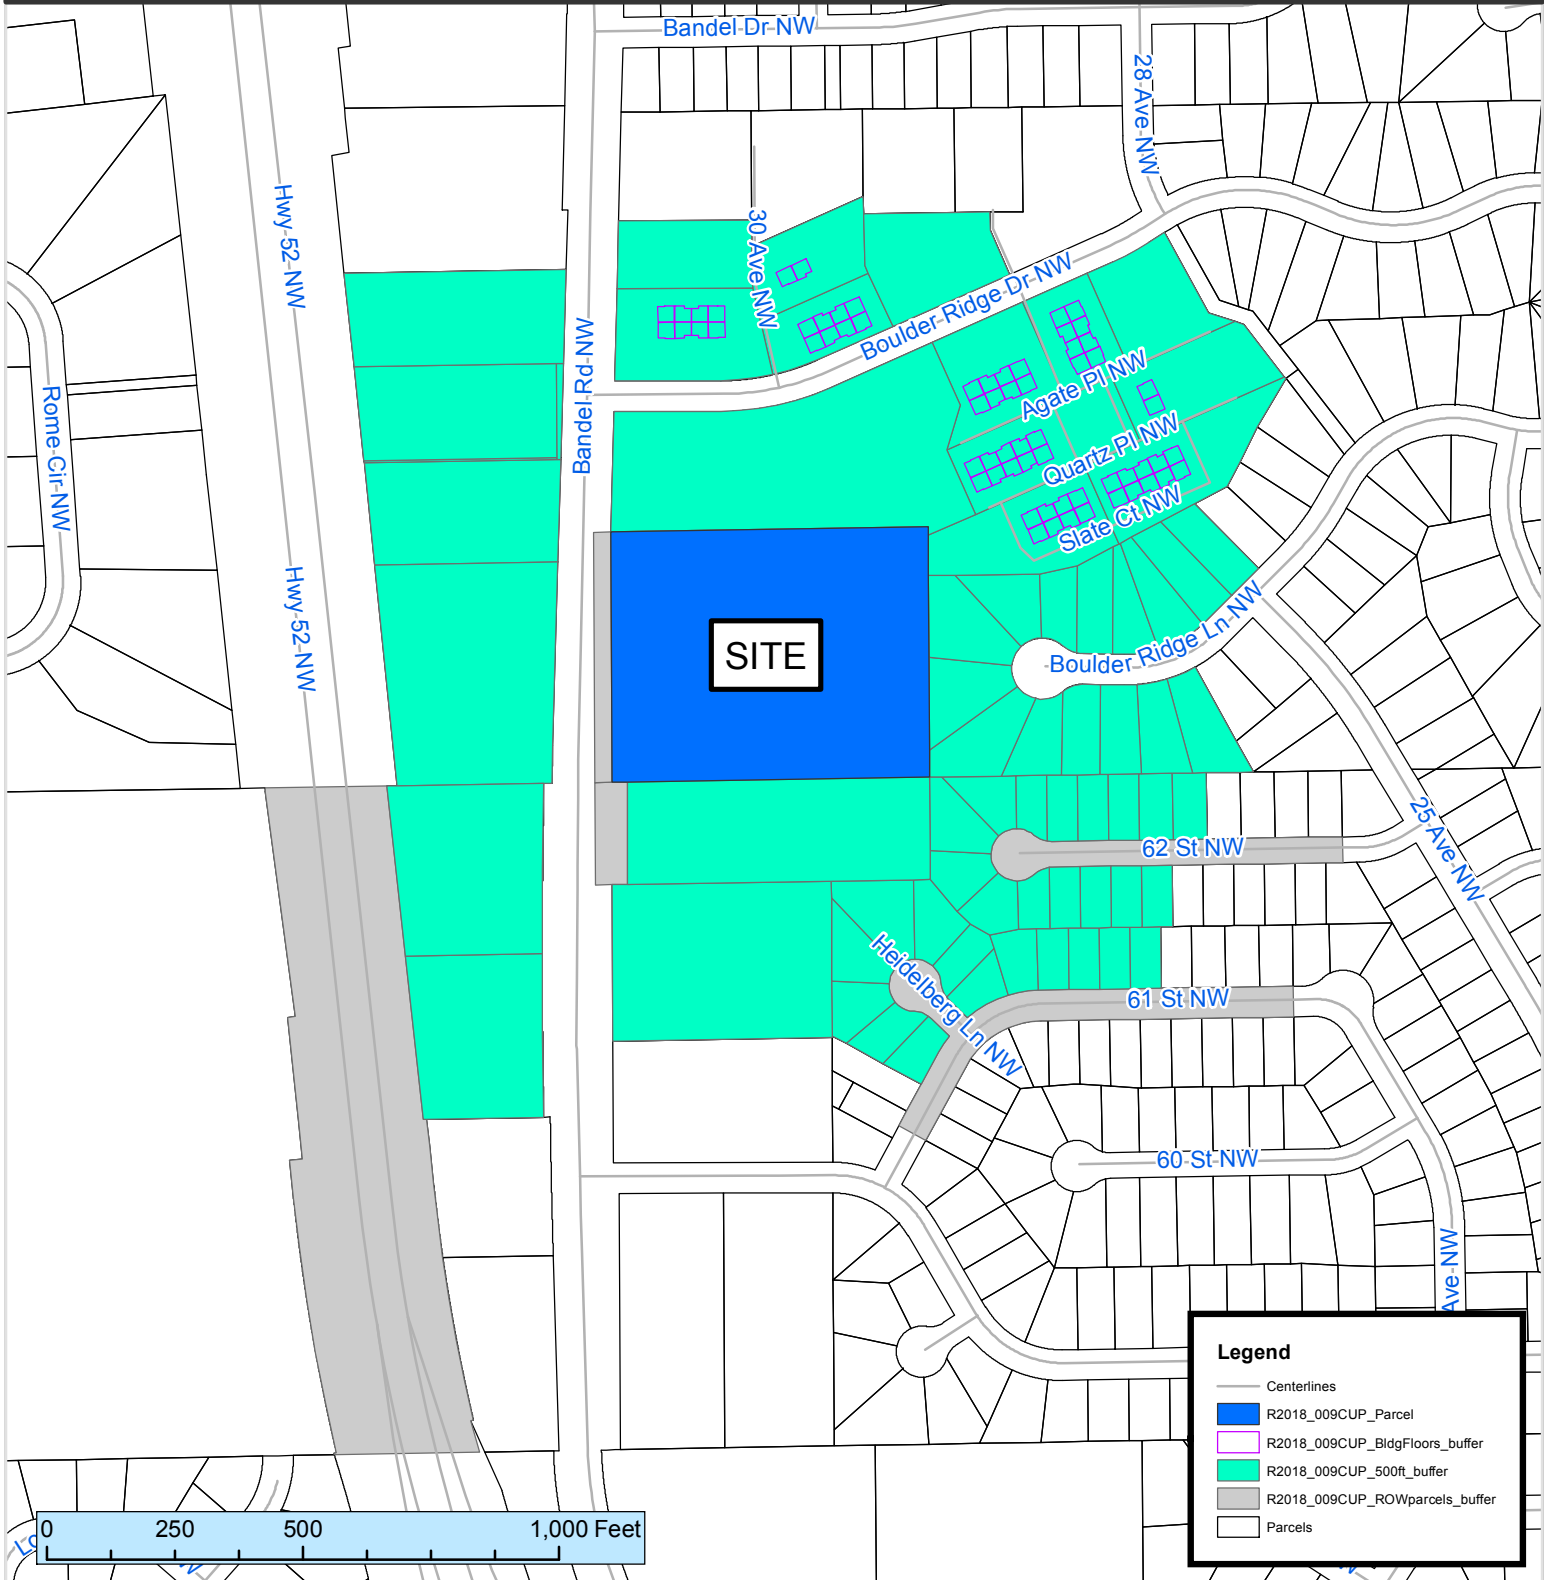 Bandel Dr NW
28 Ave NW
Hwy 52 NW
30 Ave NW
Boulder Ridge Dr NW
Bandel Rd NW
Agate Pl NW
Rome Cir NW
Quartz Pl NW
Slate Ct NW
Hwy 52 NW
SITE
Boulder Ridge Ln NW
25 Ave NW
62 St NW
Heidelberg Ln NW
61 St NW
60 St NW
Ave NW
Legend
Centerlines
R2018_009CUP_Parcel
R2018_009CUP_BldgFloors_buffer
R2018_009CUP_500ft_buffer
R2018_009CUP_ROWparcels_buffer
Parcels
0 250 500 1,000 Feet